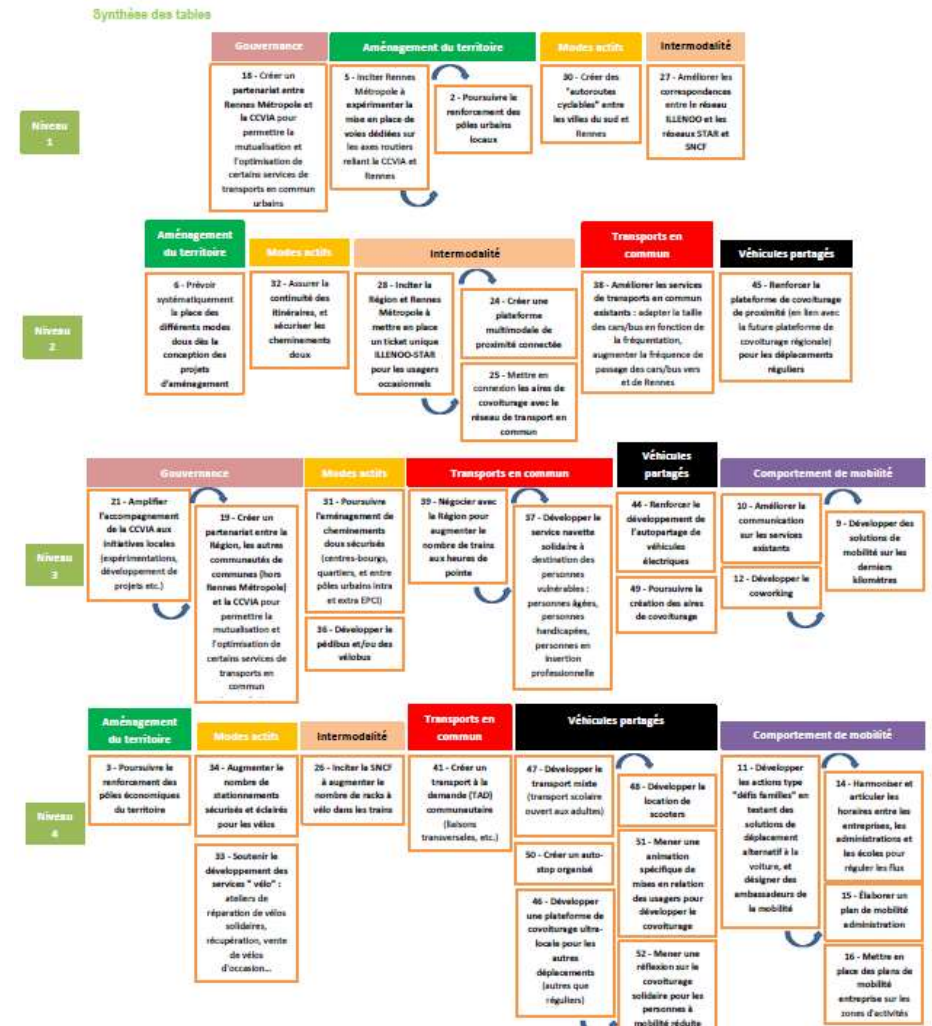 Synthèse des tables
Gouvernance
Aménagement du territoire
Modes actifs
Intermodalité
Niveau
1
18 - Créer un
partenariat entre
Rennes Métropole et
la CCVIA pour
permettre la
mutualisation et
l'optimisation de
certains services de
transports en commun
urbains
5 - Inciter Rennes
Métropole à
expérimenter la
mise en place de
voies dédiées sur
les axes routiers
reliant la CCVIA et
Rennes
2 - Poursuivre le
renforcement des
pôles urbains
locaux
30 - Créer des
"autoroutes
cyclables" entre
les villes du sud et
Rennes
27 - Améliorer les
correspondances
entre le réseau
ILLENOO et les
réseaux STAR et
SNCF
Aménagement
du territoire
Modes actifs
Intermodalité
Transports en
commun
Véhicules partagés
Niveau
2
6 - Prévoir
systématiquement
la place des
différents modes
doux dès la
conception des
projets
d'aménagement
32 - Assurer la
continuité des
itinéraires, et
sécuriser les
cheminements
doux
28 - Inciter la
Région et Rennes
Métropole à
mettre en place
un ticket unique
ILLENOO-STAR
pour les usagers
occasionnels
24 - Créer une
plateforme
multimodale de
proximité connectée
25 - Mettre en
connexion les aires de
covoiturage avec le
réseau de transport en
commun
38 - Améliorer les services
de transports en commun
existants : adapter la taille
des cars/bus en fonction de
la fréquentation,
augmenter la fréquence de
passage des cars/bus vers
et de Rennes
45 - Renforcer la
plateforme de covoiturage
de proximité (en lien avec
la future plateforme de
covoiturage régionale)
pour les déplacements
réguliers
Gouvernance
Modes actifs
Transports en commun
Véhicules
partagés
Comportement de mobilité
Niveau
3
21 - Amplifier
l'accompagnement
de la CCVIA aux
initiatives locales
(expérimentations,
développement de
projets etc.)
19 - Créer un
partenariat entre la
Région, les autres
communautés de
communes (hors
Rennes Métropole)
et la CCVIA pour
permettre la
mutualisation et
l'optimisation de
certains services de
transports en
commun
31 - Poursuivre
l'aménagement de
cheminements
doux sécurisés
(centres-bourgs,
quartiers, et entre
pôles urbains intra
et extra EPCI)
36 - Développer le
pédibus et/ou des
vélobus
39 - Négocier avec
la Région pour
augmenter le
nombre de trains
aux heures de
pointe
37 - Développer le
service navette
solidaire à
destination des
personnes
vulnérables :
personnes âgées,
personnes
handicapées,
personnes en
insertion
professionnelle
44 - Renforcer le
développement de
l'autopartage de
véhicules
électriques
49 - Poursuivre la
création des aires
de covoiturage
10 - Améliorer la
communication
sur les services
existants
12 - Développer le
coworking
9 - Développer des
solutions de
mobilité sur les
derniers
kilomètres
Aménagement
du territoire
Modes actifs
Intermodalité
Transports en
commun
Véhicules partagés
Comportement de mobilité
Niveau
4
3 - Poursuivre le
renforcement des
pôles économiques
du territoire
34 - Augmenter le
nombre de
stationnements
sécurisés et éclairés
pour les vélos
33 - Soutenir le
développement des
services " vélo" :
ateliers de
réparation de vélos
solidaires,
récupération, vente
de vélos
d'occasion...
26 - Inciter la SNCF
à augmenter le
nombre de racks à
vélo dans les trains
41 - Créer un
transport à la
demande (TAD)
communautaire
(liaisons
transversales, etc.)
47 - Développer le
transport mixte
(transport scolaire
ouvert aux adultes)
50 - Créer un auto-
stop organisé
46 - Développer
une plateforme de
covoiturage ultra-
locale pour les
autres
déplacements
(autres que
réguliers)
48 - Développer la
location de
scooters
51 - Mener une
animation
spécifique de
mises en relation
des usagers pour
développer le
covoiturage
52 - Mener une
réflexion sur le
covoiturage
solidaire pour les
personnes à
mobilité réduite
11 - Développer
les actions type
"défis familles" en
testant des
solutions de
déplacement
alternatif à la
voiture, et
désigner des
ambassadeurs de
la mobilité
14 - Harmoniser et
articuler les
horaires entre les
entreprises, les
administrations et
les écoles pour
réguler les flux
15 - Élaborer un
plan de mobilité
administration
16 - Mettre en
place des plans de
mobilité
entreprise sur les
zones d'activités